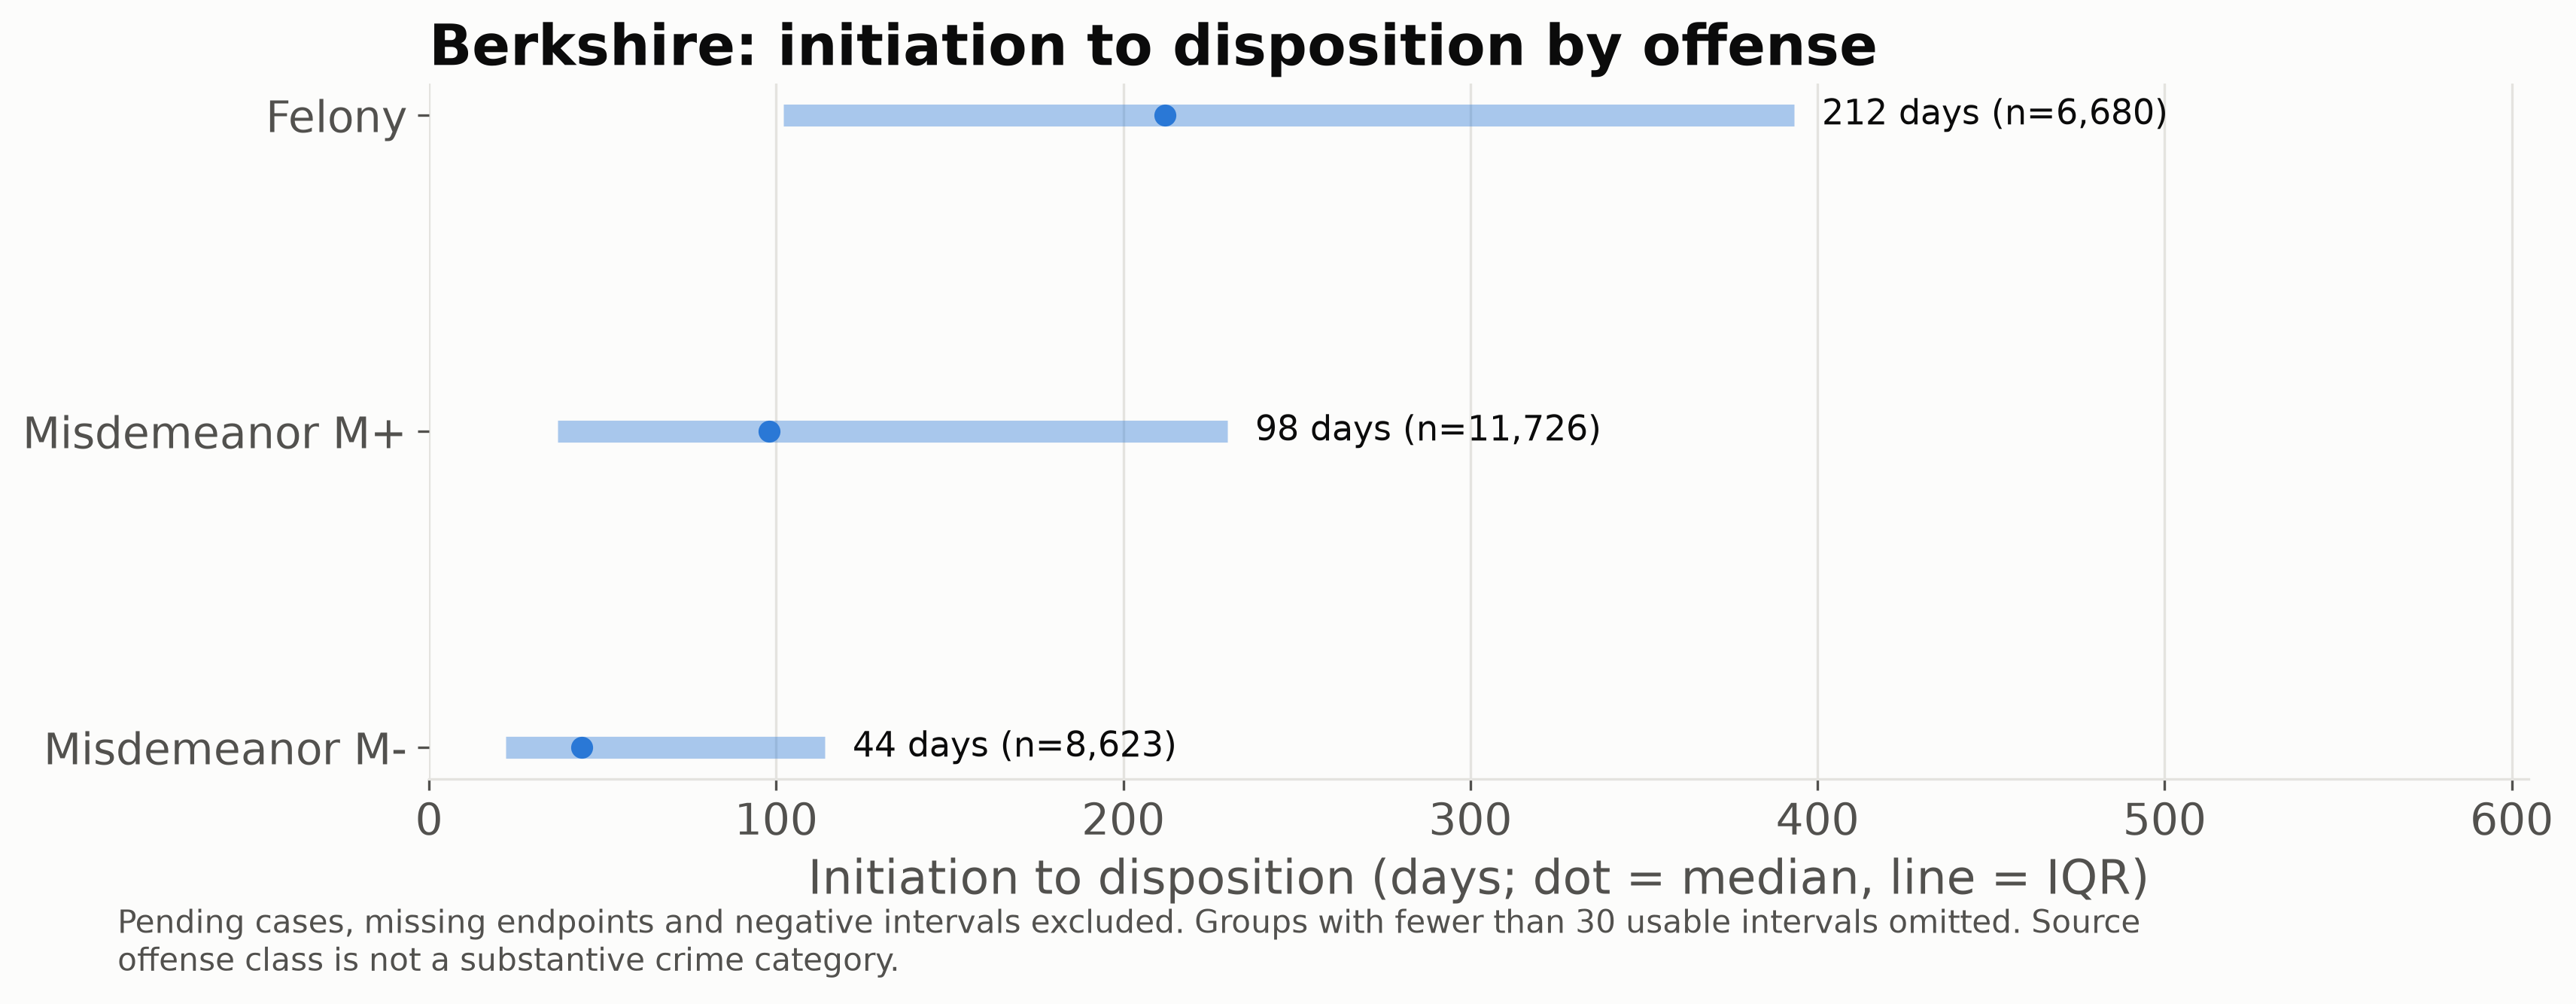 Berkshire: initiation to disposition by offense
Felony
212 days (n=6,680)
Misdemeanor M+
98 days (n=11,726)
Misdemeanor M-
44 days (n=8,623)
0 100 200 300 400 500 600
Initiation to disposition (days; dot = median, line = IQR)
Pending cases, missing endpoints and negative intervals excluded. Groups with fewer than 30 usable intervals omitted. Source
offense class is not a substantive crime category.